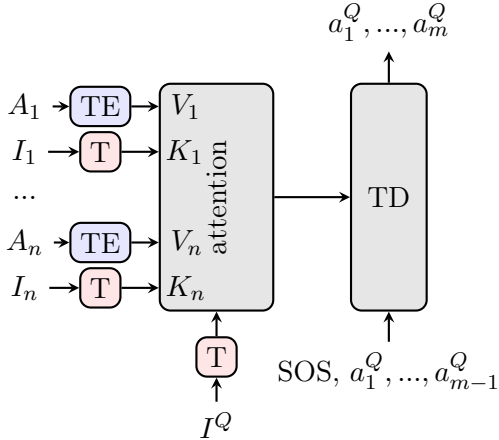 a_1^Q, ..., a_m^Q
A_1 TE V_1
I_1 T K_1
...
attention
TD
A_n TE V_n
I_n T K_n
T
SOS, a_1^Q, ..., a_{m-1}^Q
I^Q